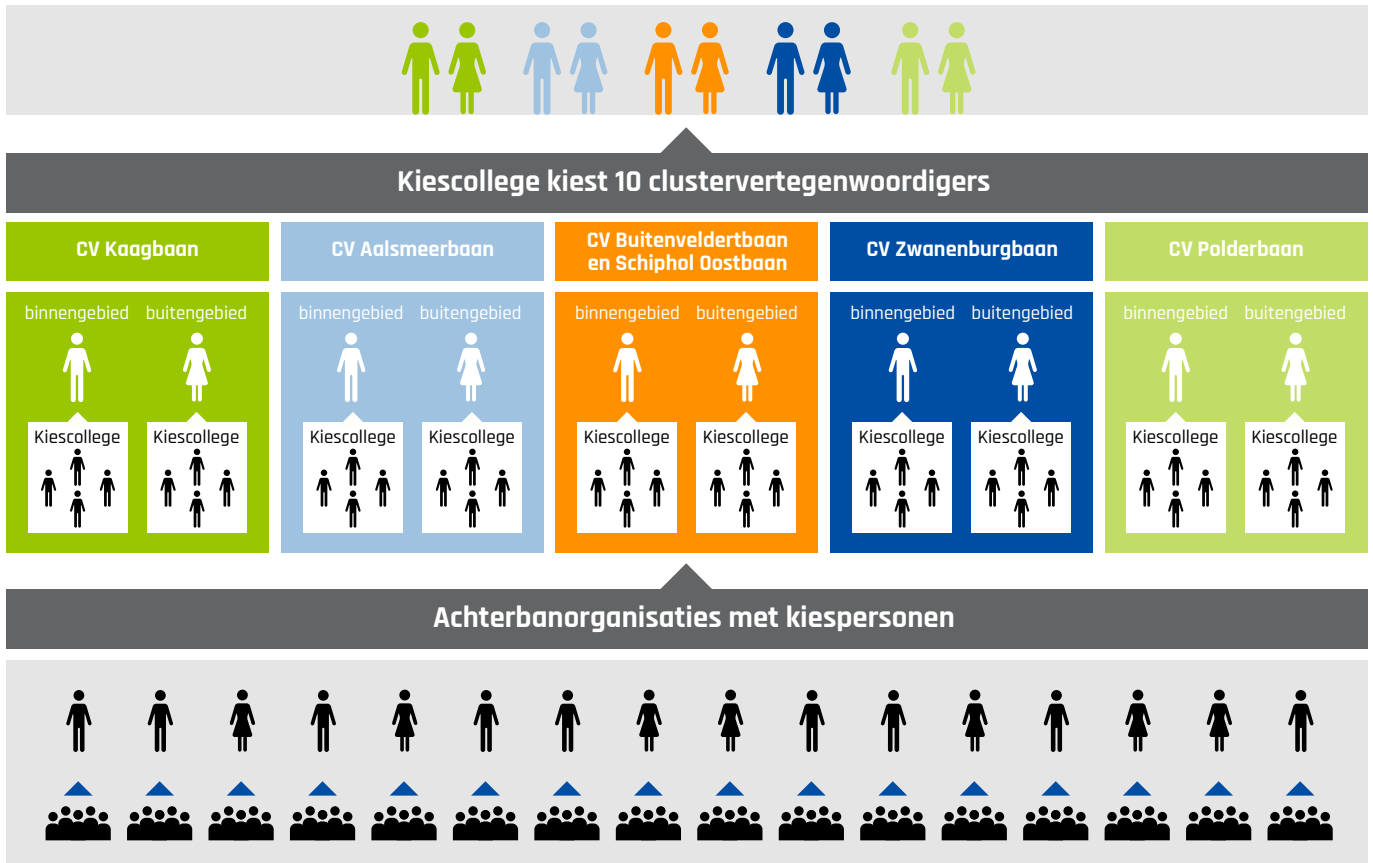 Kiescollege kiest 10 clustervertegenwoordigers
CV Kaagbaan
CV Aalsmeerbaan
CV Buitenveldertbaan
en Schiphol Oostbaan
CV Zwanenburgbaan
CV Polderbaan
binnengebied buitengebied
binnengebied buitengebied
binnengebied buitengebied
binnengebied buitengebied
binnengebied buitengebied
Kiescollege Kiescollege
Kiescollege Kiescollege
Kiescollege Kiescollege
Kiescollege Kiescollege
Kiescollege Kiescollege
Achterbanorganisaties met kiespersonen